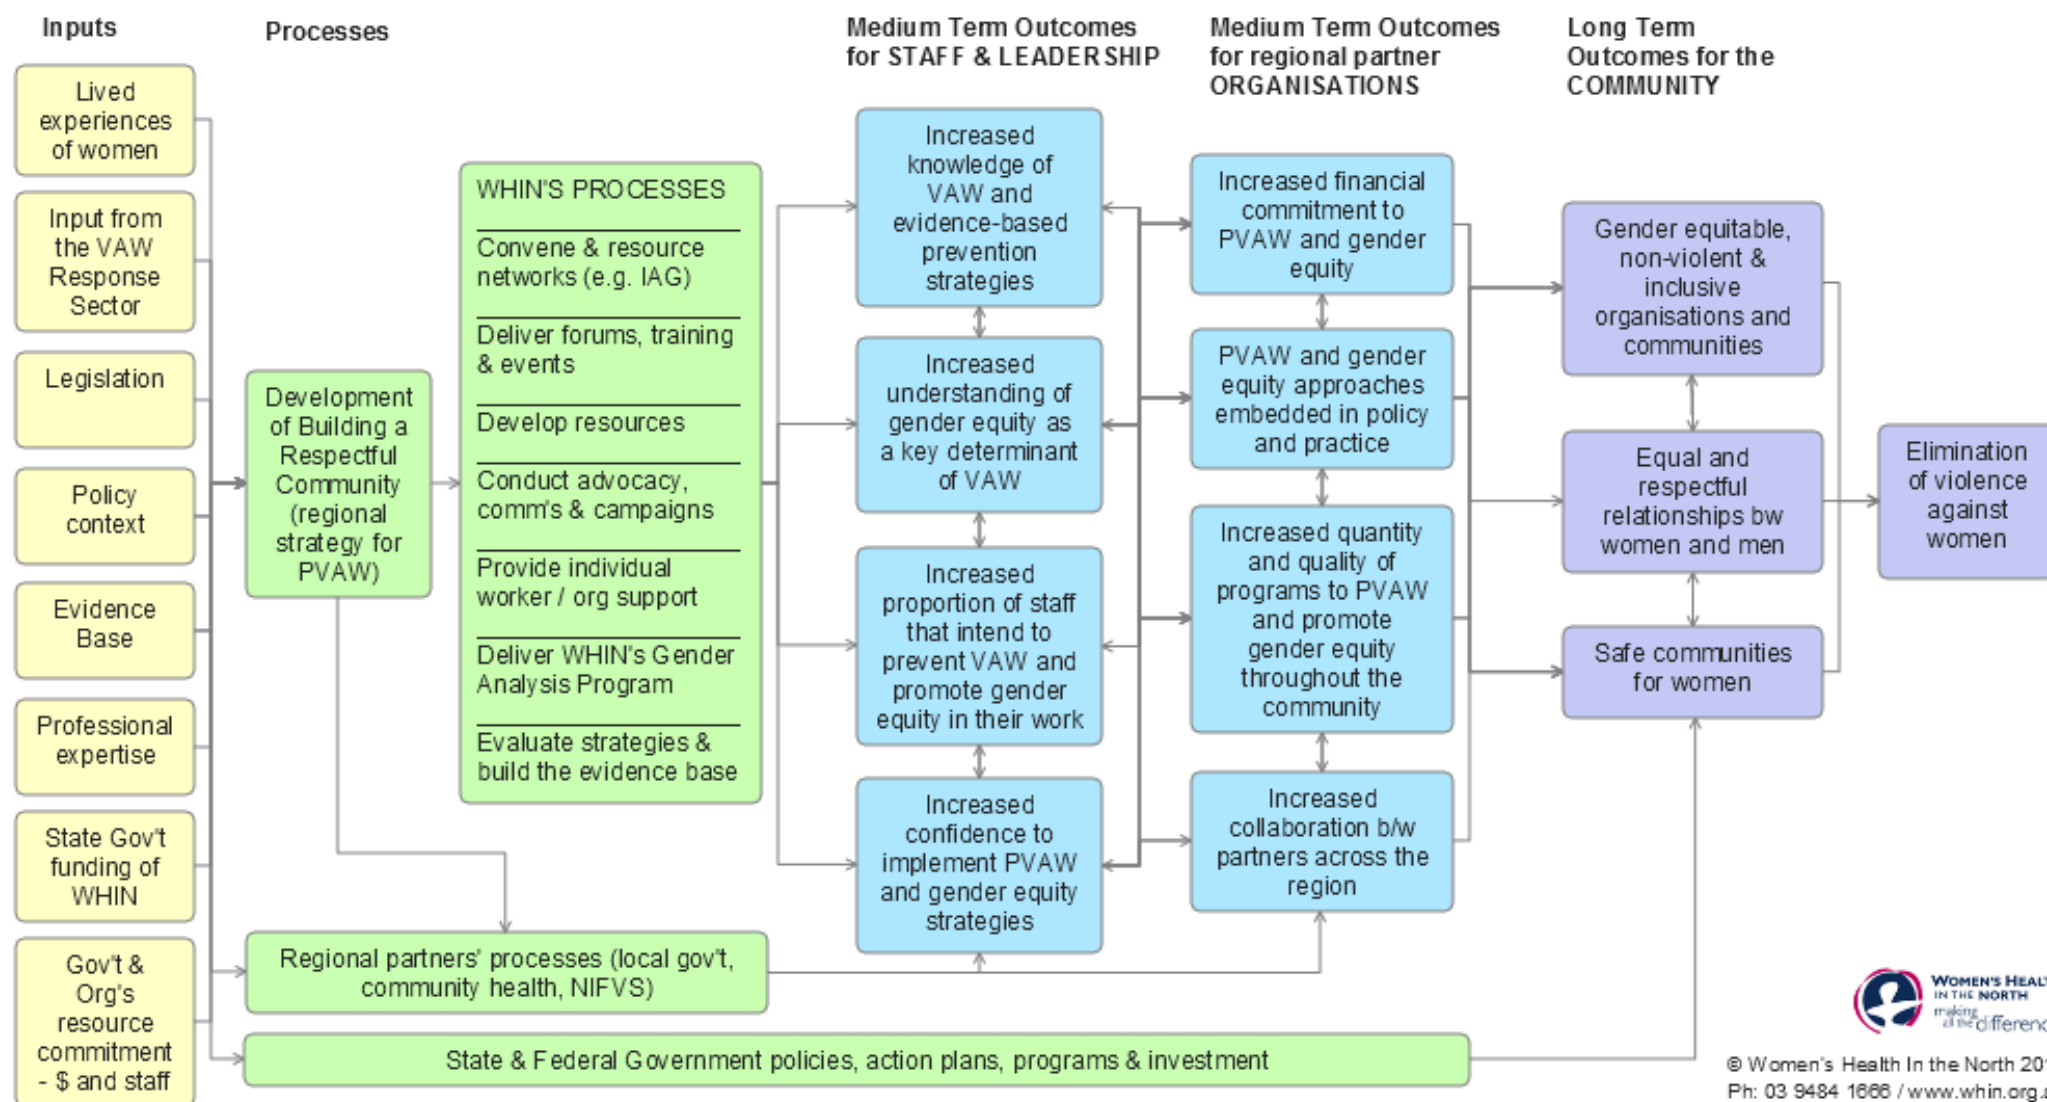 Inputs
Processes
Medium Term Outcomes
for STAFF & LEADERSHIP
Medium Term Outcomes
for regional partner
ORGANISATIONS
Long Term
Outcomes for the
COMMUNITY
Lived
experiences
of women
Input from
the VAW
Response
Sector
Legislation
Policy
context
Evidence
Base
Professional
expertise
State Gov't
funding of
WHIN
Gov't &
Org's
resource
commitment
- $ and staff
Development
of Building a
Respectful
Community
(regional
strategy for
PVAW)
WHIN'S PROCESSES
Convene & resource
networks (e.g. IAG)
Deliver forums, training
& events
Develop resources
Conduct advocacy,
comm's & campaigns
Provide individual
worker / org support
Deliver WHIN's Gender
Analysis Program
Evaluate strategies &
build the evidence base
Regional partners' processes (local gov't,
community health, NIFVS)
State & Federal Government policies, action plans, programs & investment
Increased
knowledge of
VAW and
evidence-based
prevention
strategies
Increased
understanding of
gender equity as
a key determinant
of VAW
Increased
proportion of staff
that intend to
prevent VAW and
promote gender
equity in their work
Increased
confidence to
implement PVAW
and gender equity
strategies
Increased financial
commitment to
PVAW and gender
equity
PVAW and gender
equity approaches
embedded in policy
and practice
Increased quantity
and quality of
programs to PVAW
and promote
gender equity
throughout the
community
Increased
collaboration b/w
partners across the
region
Gender equitable,
non-violent &
inclusive
organisations and
communities
Equal and
respectful
relationships bw
women and men
Safe communities
for women
Elimination
of violence
against
women
WOMEN'S HEALT
IN THE NORTH
making
all the differenc
© Women's Health In the North 201
Ph: 03 9484 1666 / www.whin.org.a